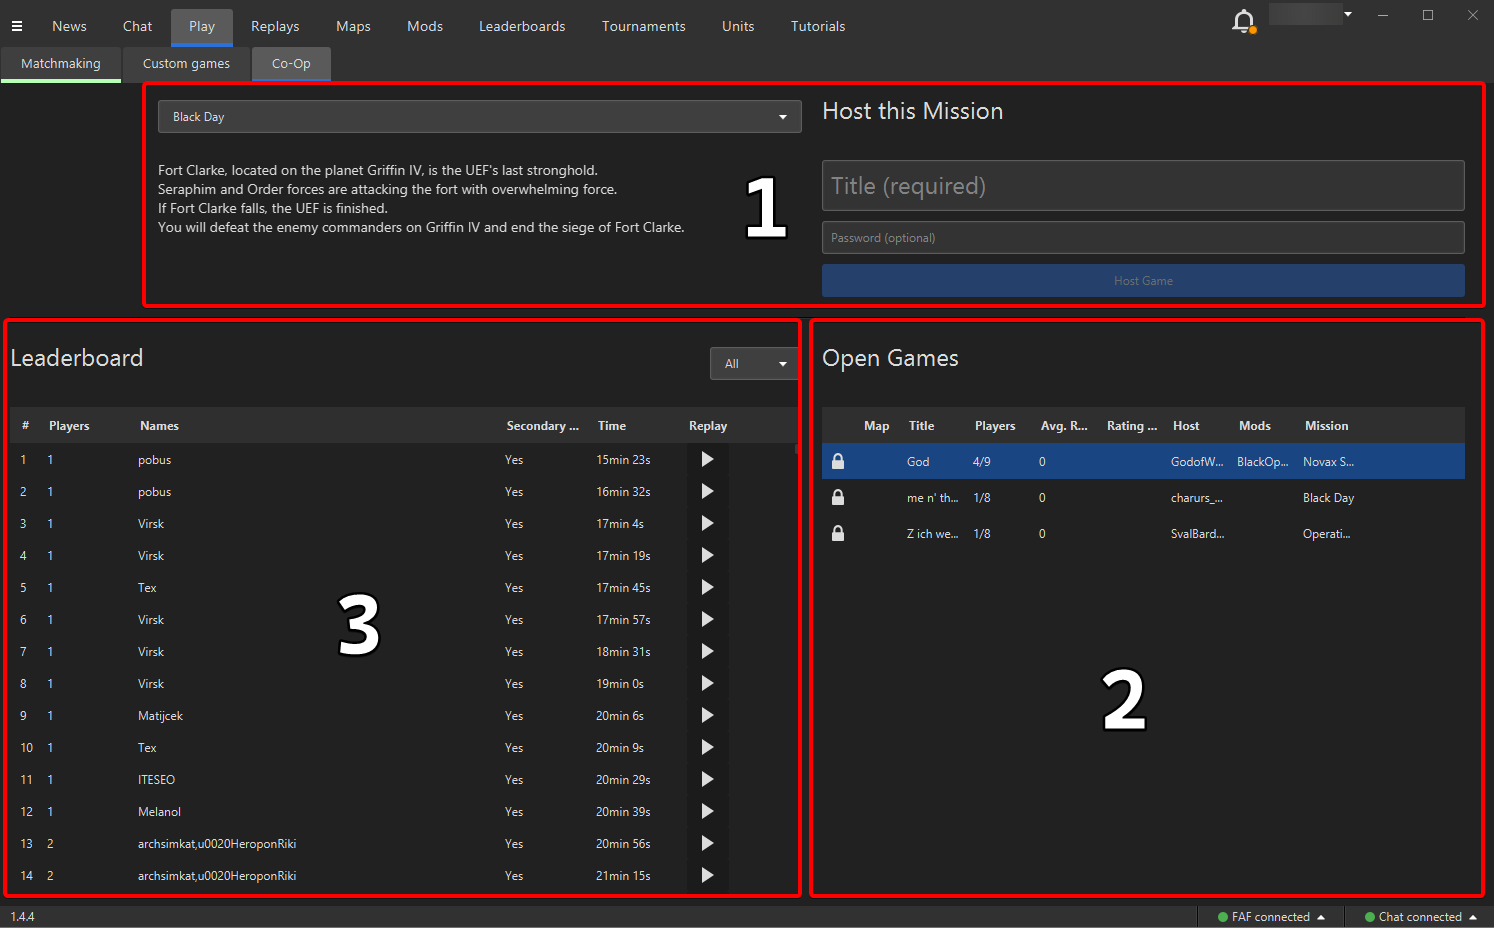 News Chat Play Replays Maps Mods Leaderboards Tournaments Units Tutorials
Matchmaking Custom games Co-Op
Black Day
Fort Clarke, located on the planet Griffin IV, is the UEF's last stronghold.
Seraphim and Order forces are attacking the fort with overwhelming force.
If Fort Clarke falls, the UEF is finished.
You will defeat the enemy commanders on Griffin IV and end the siege of Fort Clarke.
1
Host this Mission
Title (required)
Password (optional)
Host Game
Leaderboard All
# Players Names Secondary ... Time Replay
1 1 pobus Yes 15min 23s
2 1 pobus Yes 16min 32s
3 1 Virsk Yes 17min 4s
4 1 Virsk Yes 17min 19s
5 1 Tex Yes 17min 45s
6 1 Virsk Yes 17min 57s
7 1 Virsk Yes 18min 31s
8 1 Virsk Yes 19min 0s
9 1 Matijcek Yes 20min 6s
10 1 Tex Yes 20min 9s
11 1 ITESEO Yes 20min 29s
12 1 Melanol Yes 20min 39s
13 2 archsimkat,u0020HeroponRiki Yes 20min 56s
14 2 archsimkat,u0020HeroponRiki Yes 21min 15s
3
Open Games
Map Title Players Avg. R... Rating ... Host Mods Mission
God 4/9 0 GodofW... BlackOp... Novax S...
me n' th... 1/8 0 charurs_... Black Day
Z ich we... 1/8 0 SvalBard... Operati...
2
1.4.4 FAF connected Chat connected